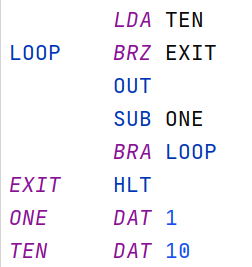 LDA TEN
LOOP BRZ EXIT
OUT
SUB ONE
BRA LOOP
EXIT HLT
ONE DAT 1
TEN DAT 10